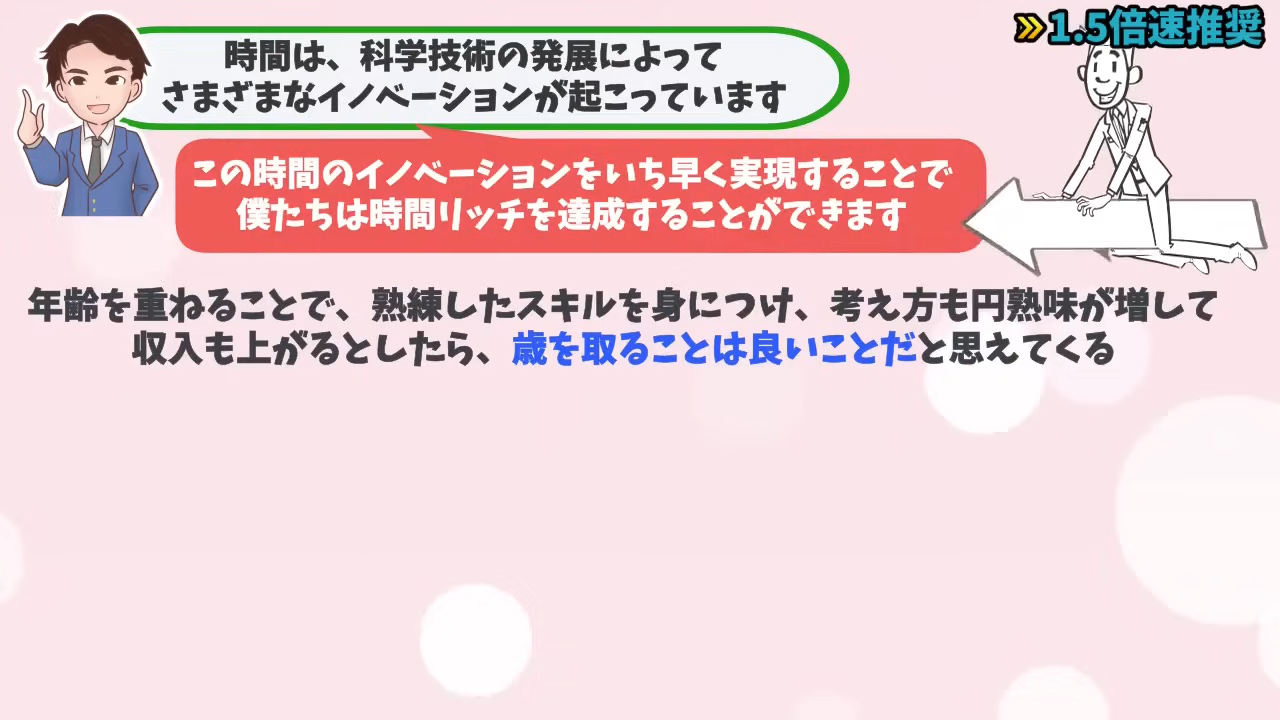 »1.5倍速推奨
時間は、科学技術の発展によって
さまざまなイノベーションが起こっています
この時間のイノベーションをいち早く実現することで
僕たちは時間リッチを達成することができます
年齢を重ねることで、熟練したスキルを身につけ、考え方も円熟味が増して
収入も上がるとしたら、歳を取ることは良いことだと思えてくる